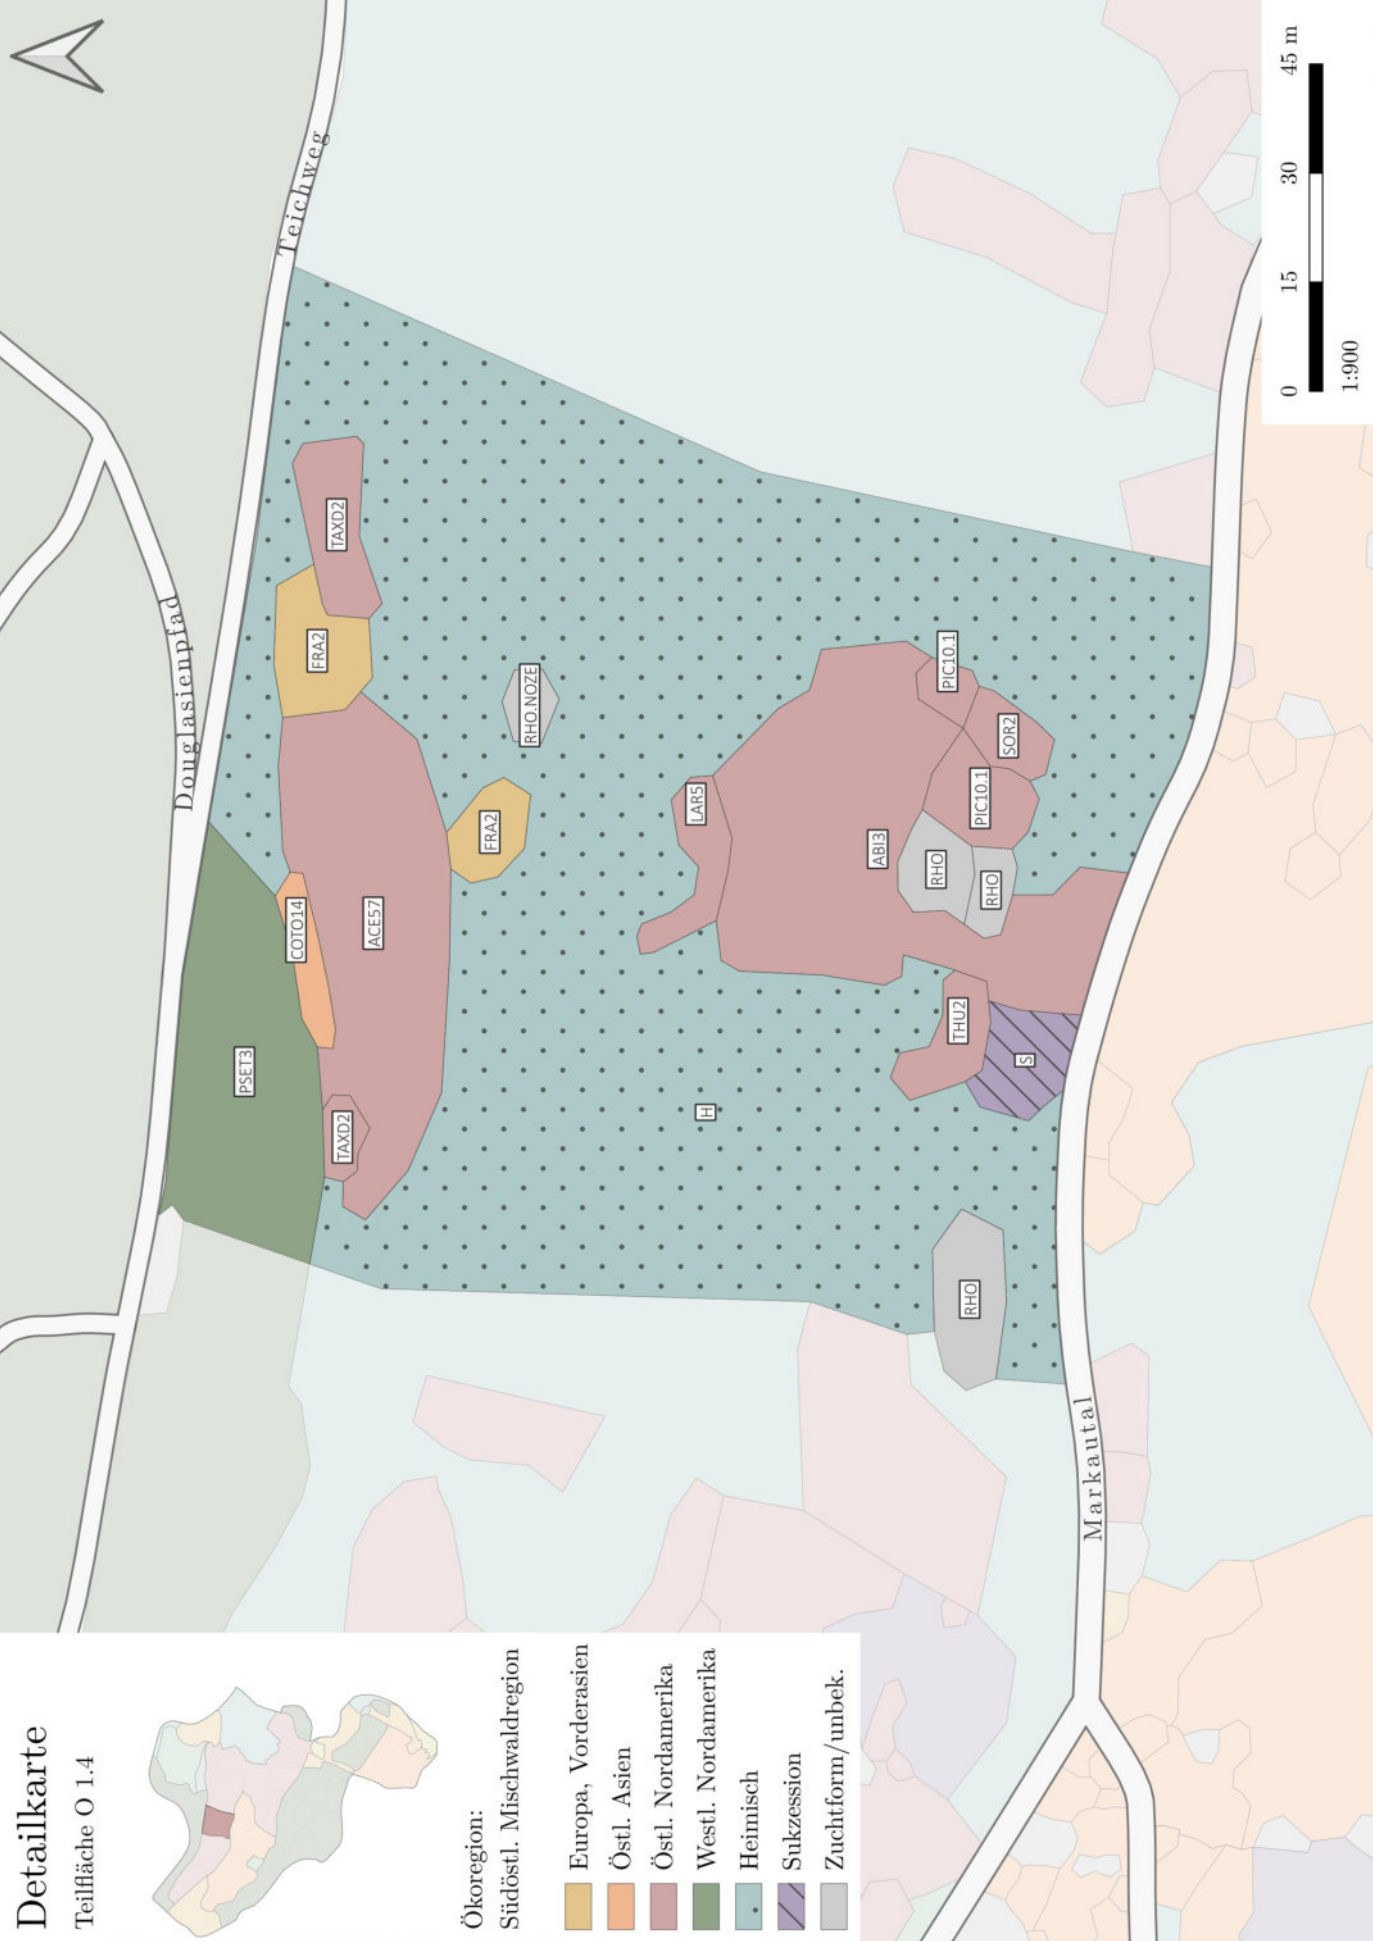 Detailkarte
Teilfläche O 1.4
Ökoregion:
Südöstl. Mischwaldregion
Europa, Vorderasien
Östl. Asien
Östl. Nordamerika
Westl. Nordamerika
Heimisch
Sukzession
Zuchtform/unbek.
Teichweg
Douglasienpfad
TAXD2
FRA2
COTO14
ACE57
PSET3
TAXD2
RHO.NOZE
FRA2
LAR5
H
ABI3
PIC10.1
SOR2
PIC10.1
RHO
RHO
THU2
S
RHO
Markautal
0 15 30 45 m
1:900